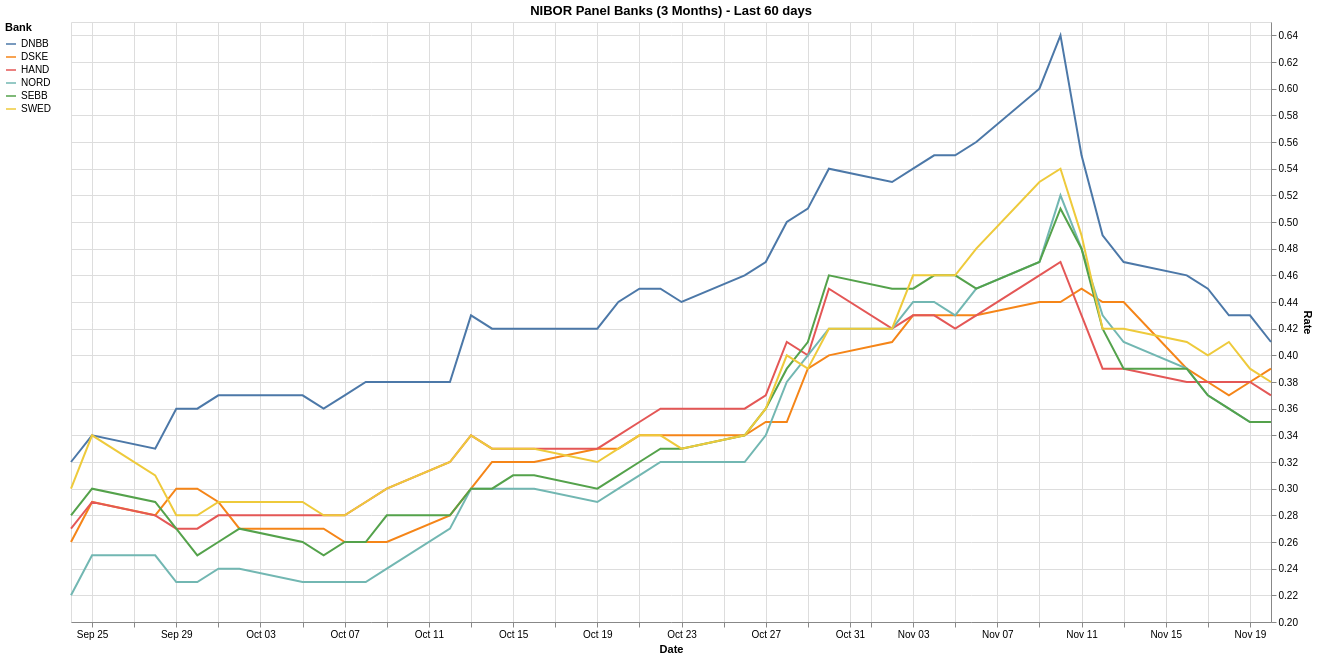 NIBOR Panel Banks (3 Months) - Last 60 days
Bank
DNBB
DSKE
HAND
NORD
SEBB
SWED
0.64
0.62
0.60
0.58
0.56
0.54
0.52
0.50
0.48
0.46
0.44
0.42
0.40
0.38
0.36
0.34
0.32
0.30
0.28
0.26
0.24
0.22
0.20
Rate
Sep 25 Sep 29 Oct 03 Oct 07 Oct 11 Oct 15 Oct 19 Oct 23 Oct 27 Oct 31 Nov 03 Nov 07 Nov 11 Nov 15 Nov 19
Date